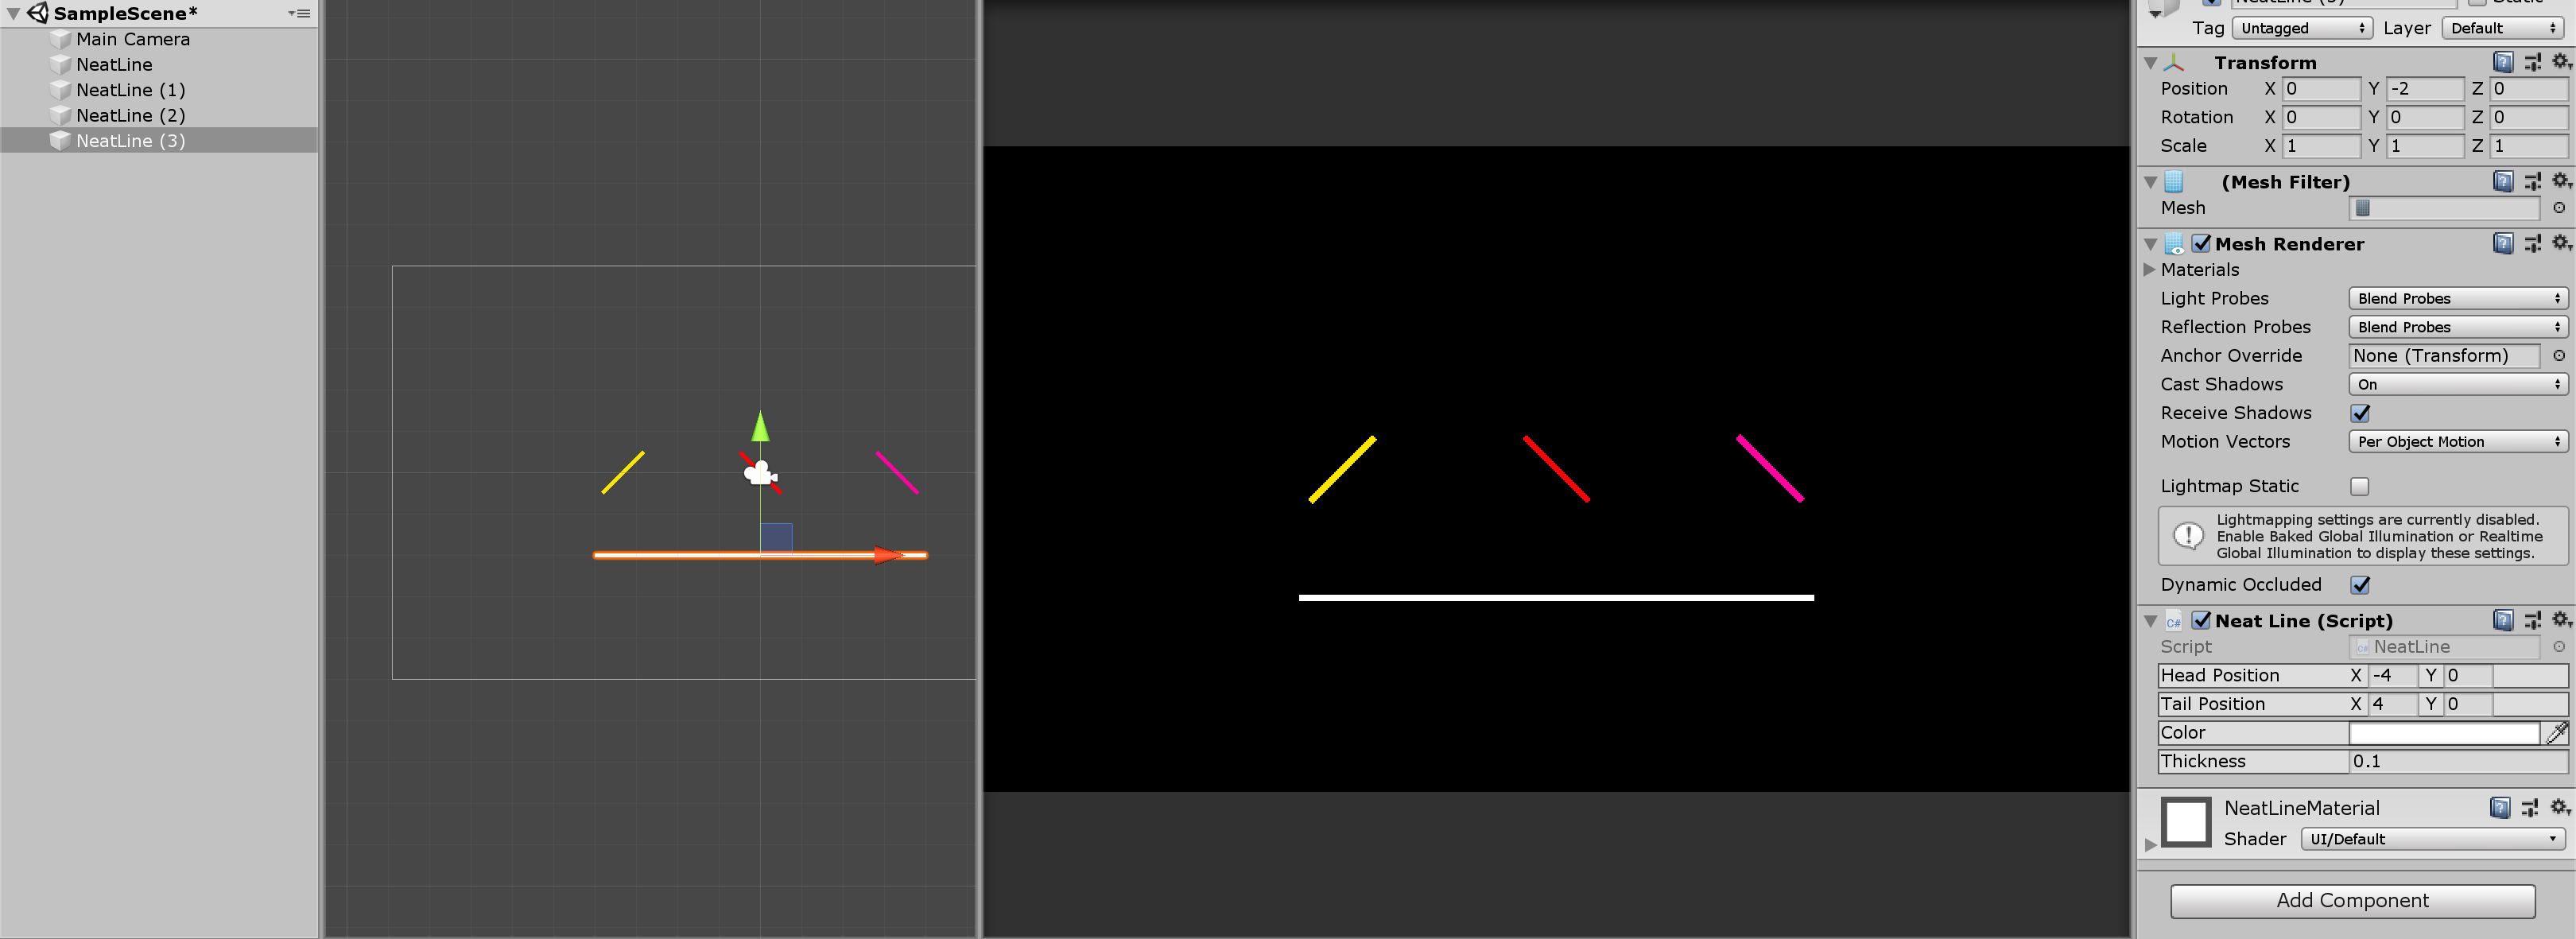 SampleScene*
Main Camera
NeatLine
NeatLine (1)
NeatLine (2)
NeatLine (3)
NeatLine (3)
Tag Untagged Layer Default
Transform
Position X 0 Y -2 Z 0
Rotation X 0 Y 0 Z 0
Scale X 1 Y 1 Z 1
(Mesh Filter)
Mesh
Mesh Renderer
Materials
Light Probes Blend Probes
Reflection Probes Blend Probes
Anchor Override None (Transform)
Cast Shadows On
Receive Shadows
Motion Vectors Per Object Motion
Lightmap Static
Lightmapping settings are currently disabled.
Enable Baked Global Illumination or Realtime
Global Illumination to display these settings.
Dynamic Occluded
C# Neat Line (Script)
Script NeatLine
Head Position X -4 Y 0
Tail Position X 4 Y 0
Color
Thickness 0.1
NeatLineMaterial
Shader UI/Default
Add Component